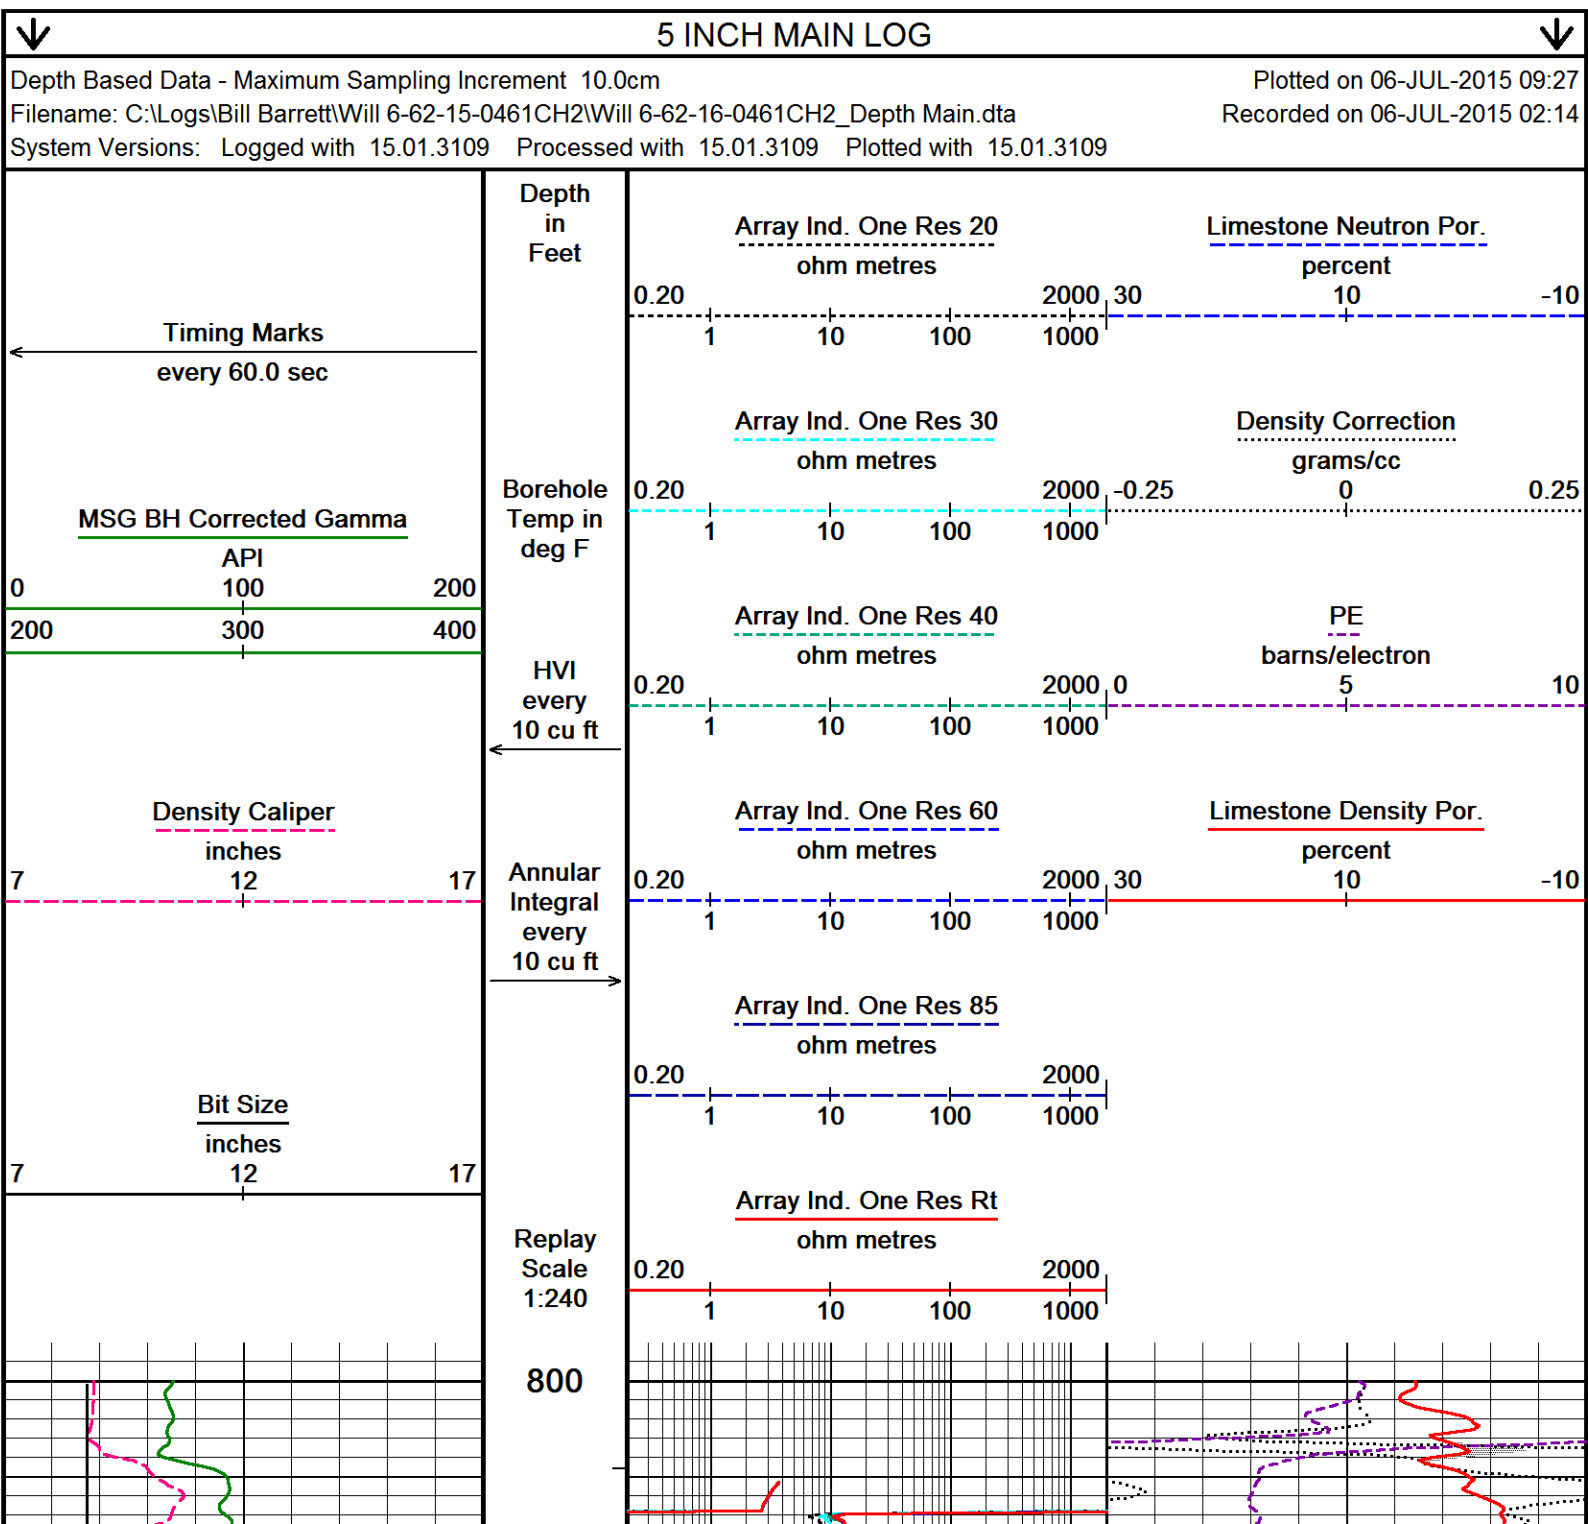 5 INCH MAIN LOG
Depth Based Data - Maximum Sampling Increment 10.0cm
Plotted on 06-JUL-2015 09:27
Filename: C:\Logs\Bill Barrett\Will 6-62-15-0461CH2\Will 6-62-16-0461CH2_Depth Main.dta
Recorded on 06-JUL-2015 02:14
System Versions: Logged with 15.01.3109 Processed with 15.01.3109 Plotted with 15.01.3109
Timing Marks
every 60.0 sec
MSG BH Corrected Gamma
API
0 100 200
200 300 400
Density Caliper
inches
7 12 17
Bit Size
inches
7 12 17
Depth
in
Feet
Borehole
Temp in
deg F
HVI
every
10 cu ft
Annular
Integral
every
10 cu ft
Replay
Scale
1:240
800
Array Ind. One Res 20
ohm metres
0.20 2000
1 10 100 1000
Array Ind. One Res 30
ohm metres
0.20 2000
1 10 100 1000
Array Ind. One Res 40
ohm metres
0.20 2000
1 10 100 1000
Array Ind. One Res 60
ohm metres
0.20 2000
1 10 100 1000
Array Ind. One Res 85
ohm metres
0.20 2000
1 10 100 1000
Array Ind. One Res Rt
ohm metres
0.20 2000
1 10 100 1000
Limestone Neutron Por.
percent
30 10 -10
Density Correction
grams/cc
-0.25 0 0.25
PE
barns/electron
0 5 10
Limestone Density Por.
percent
30 10 -10